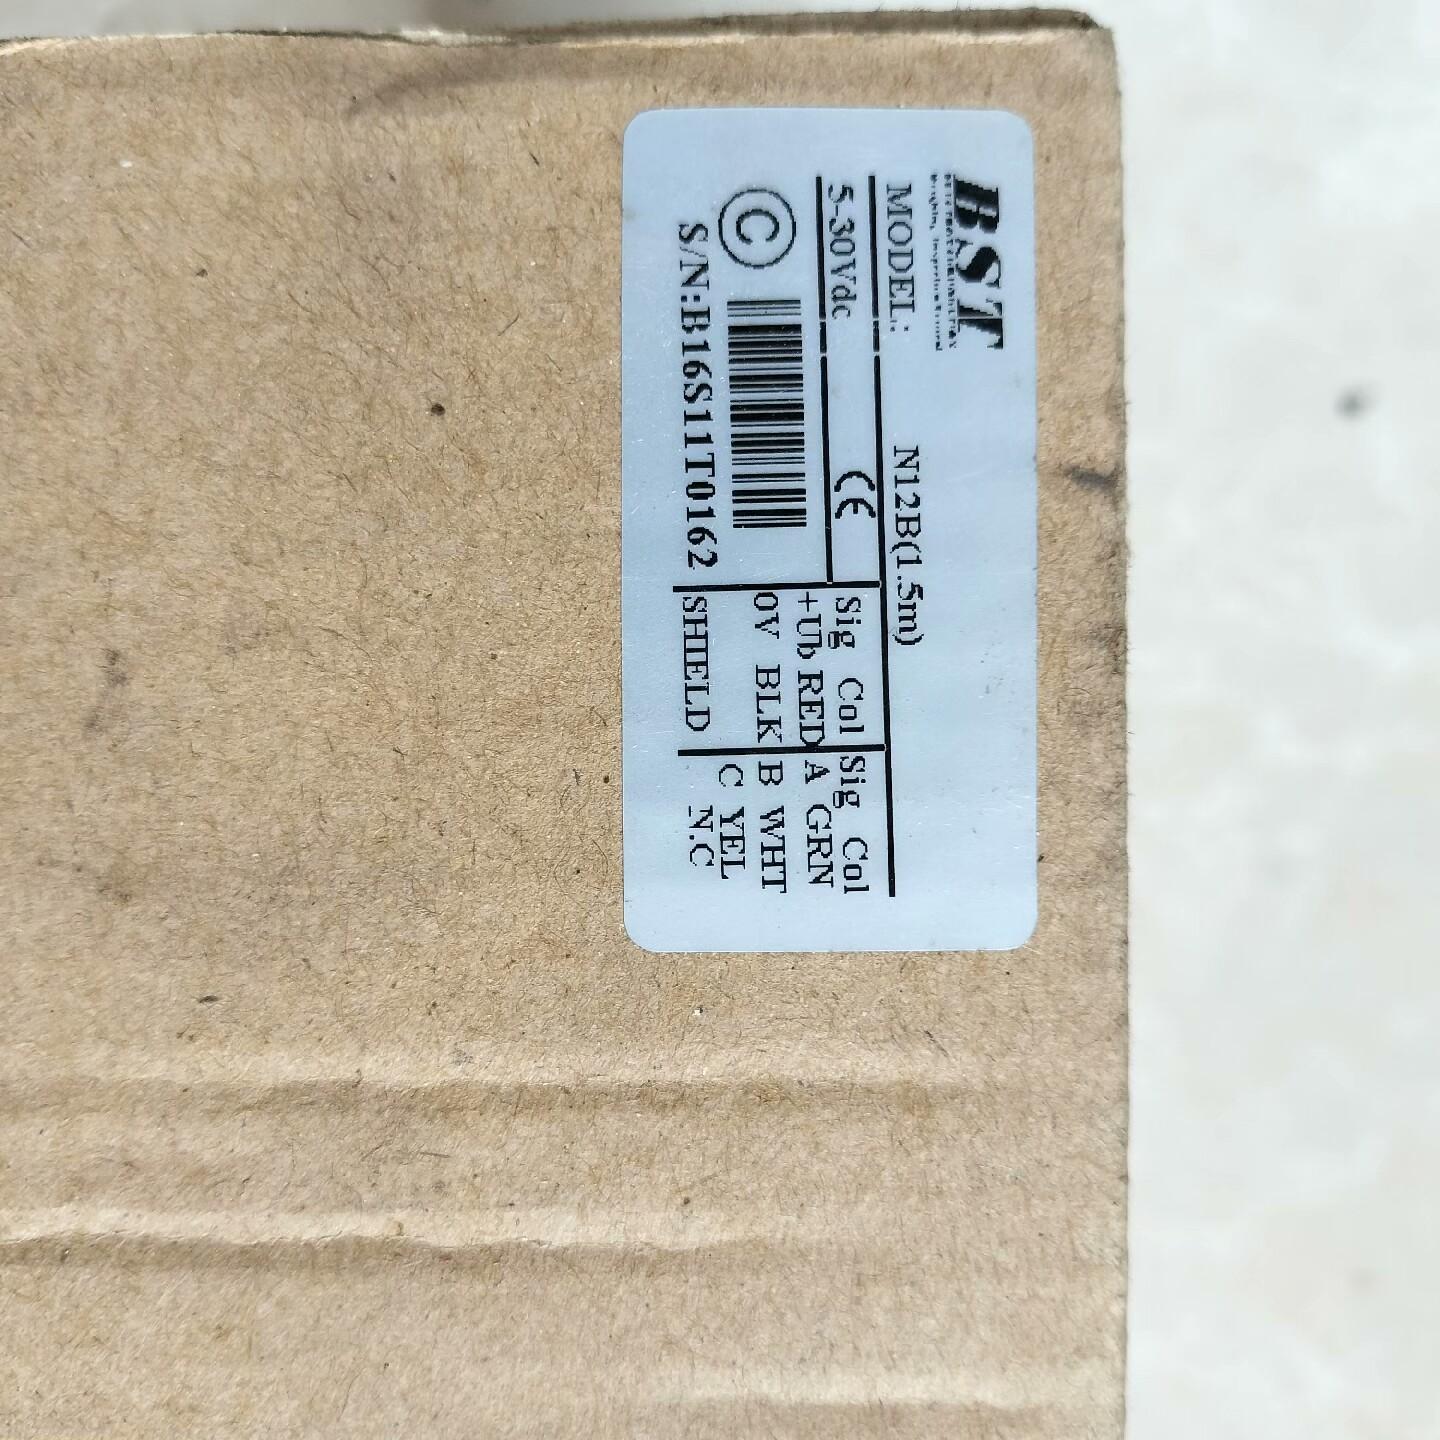 BST
MODEL: N12B(1.5m)
5-30Vdc CE
© 
S/N:B16S11T0162
Sig Col Sig Col
+Ub RED A GRN
0V BLK B WHT
SHIELD C YEL
N.C